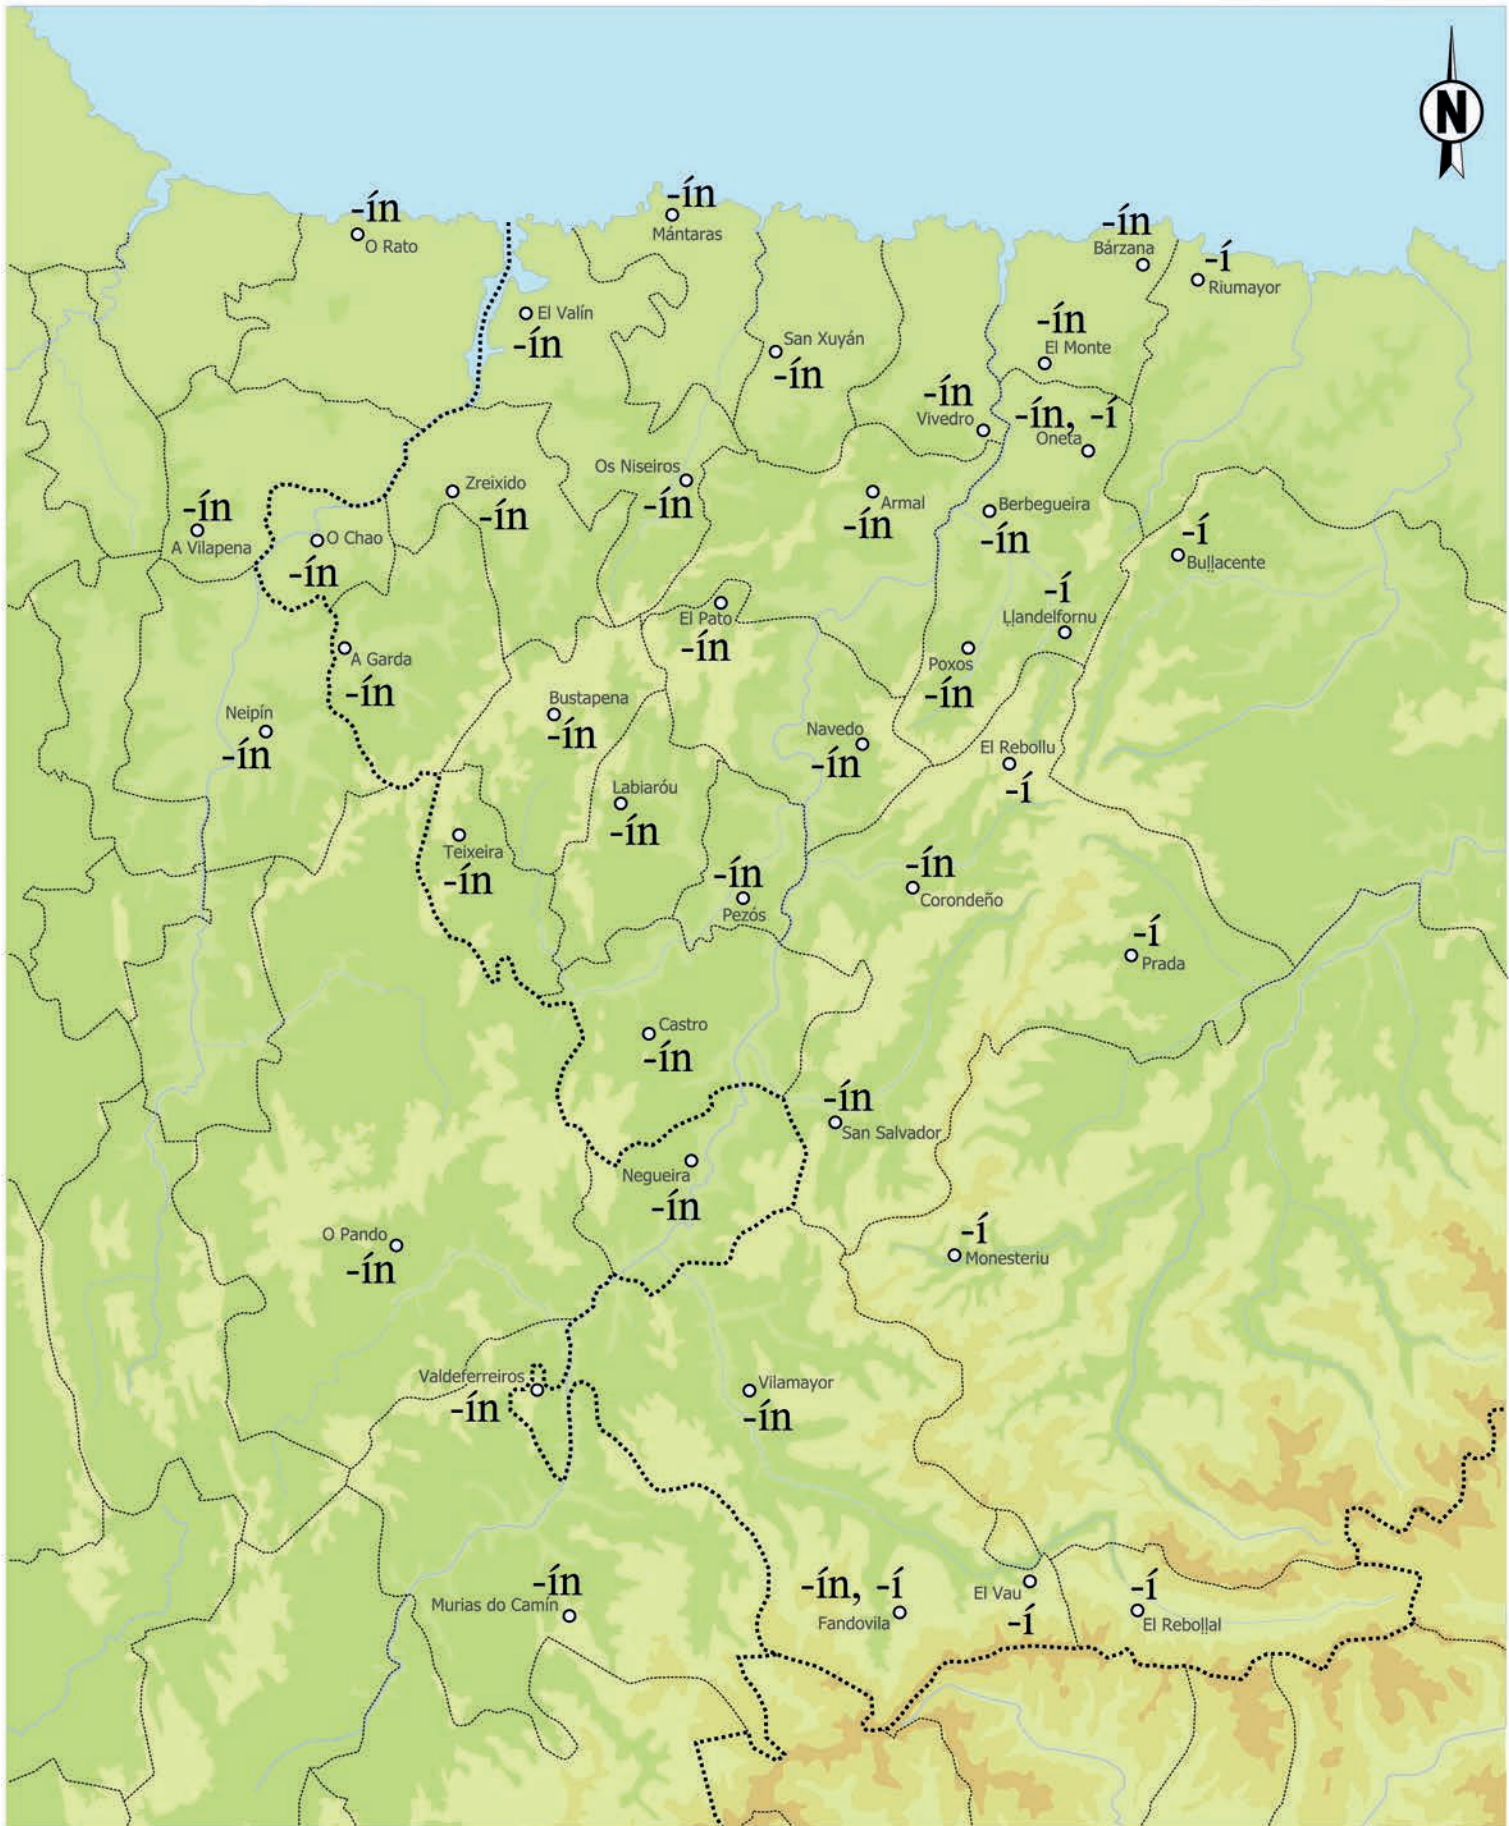 N
-ín
O Rato
-ín
Mántaras
-ín
Bárzana
-í
Riumayor
El Valín
-ín
San Xuyán
-ín
-ín
El Monte
-ín
Vivedro
-ín, -í
Oneta
Os Niseiros
-ín
Zreixido
-ín
-ín
A Vilapena
O Chao
-ín
Armal
-ín
Berbegueira
-ín
-í
Buḷḷacente
-í
Ḷḷandelfornu
El Pato
-ín
A Garda
-ín
Poxos
-ín
Bustapena
-ín
Neipín
-ín
Navedo
-ín
El Rebollu
-í
Labiaróu
-ín
Teixeira
-ín
-ín
Pezós
-ín
Corondeño
-í
Prada
Castro
-ín
-ín
San Salvador
Negueira
-ín
O Pando
-ín
-í
Monesteriu
Valdeferreiros
-ín
Vilamayor
-ín
-ín
Murias do Camín
-ín, -í
Fandovila
El Vau
-í
-í
El Reboḷḷal